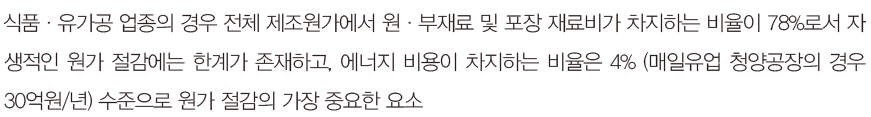 식품 · 유가공 업종의 경우 전체 제조원가에서 원 · 부재료 및 포장 재료비가 차지하는 비율이 78%로서 자
생적인 원가 절감에는 한계가 존재하고, 에너지 비용이 차지하는 비율은 4% (매일유업 청양공장의 경우
30억원/년) 수준으로 원가 절감의 가장 중요한 요소